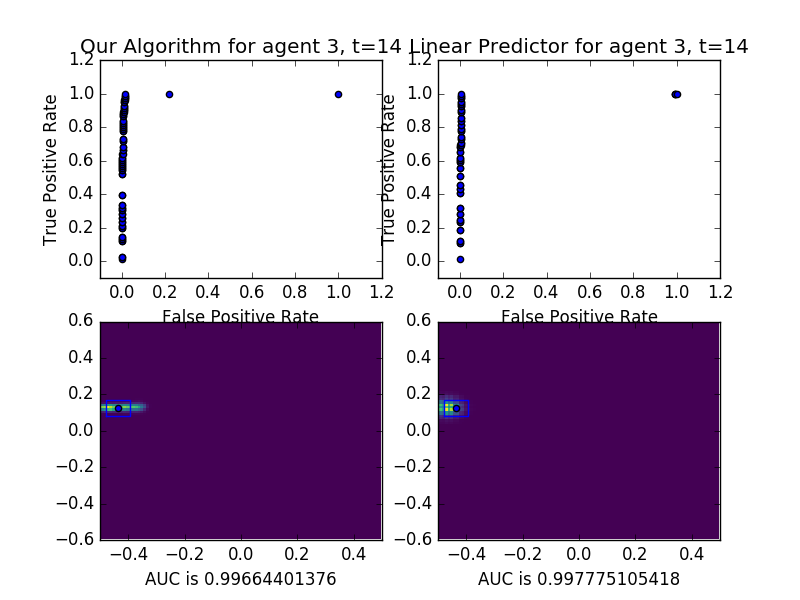 Our Algorithm for agent 3, t=14
Linear Predictor for agent 3, t=14
1.2
1.0
0.8
0.6
0.4
0.2
0.0
True Positive Rate
0.0 0.2 0.4 0.6 0.8 1.0 1.2
False Positive Rate
1.2
1.0
0.8
0.6
0.4
0.2
0.0
True Positive Rate
0.0 0.2 0.4 0.6 0.8 1.0 1.2
False Positive Rate
0.6
0.4
0.2
0.0
−0.2
−0.4
−0.6
−0.4 −0.2 0.0 0.2 0.4
AUC is 0.99664401376
0.6
0.4
0.2
0.0
−0.2
−0.4
−0.6
−0.4 −0.2 0.0 0.2 0.4
AUC is 0.997775105418